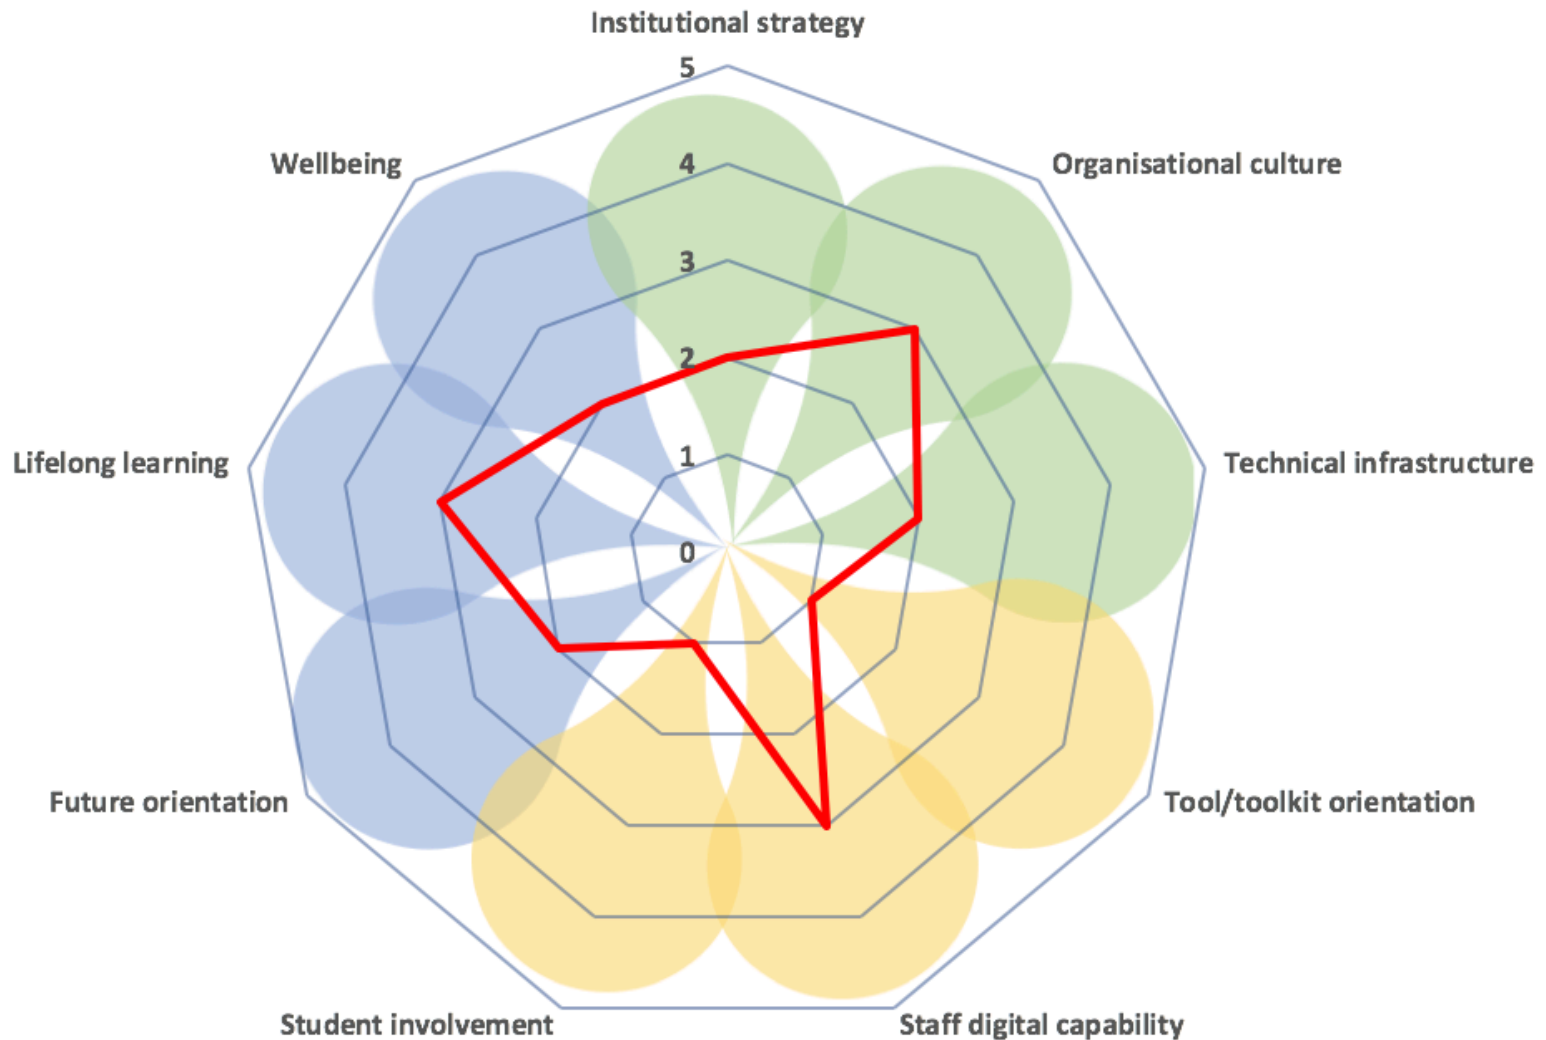 Institutional strategy
5
Wellbeing
4
Organisational culture
3
2
Lifelong learning
1
Technical infrastructure
0
Future orientation
Tool/toolkit orientation
Student involvement
Staff digital capability